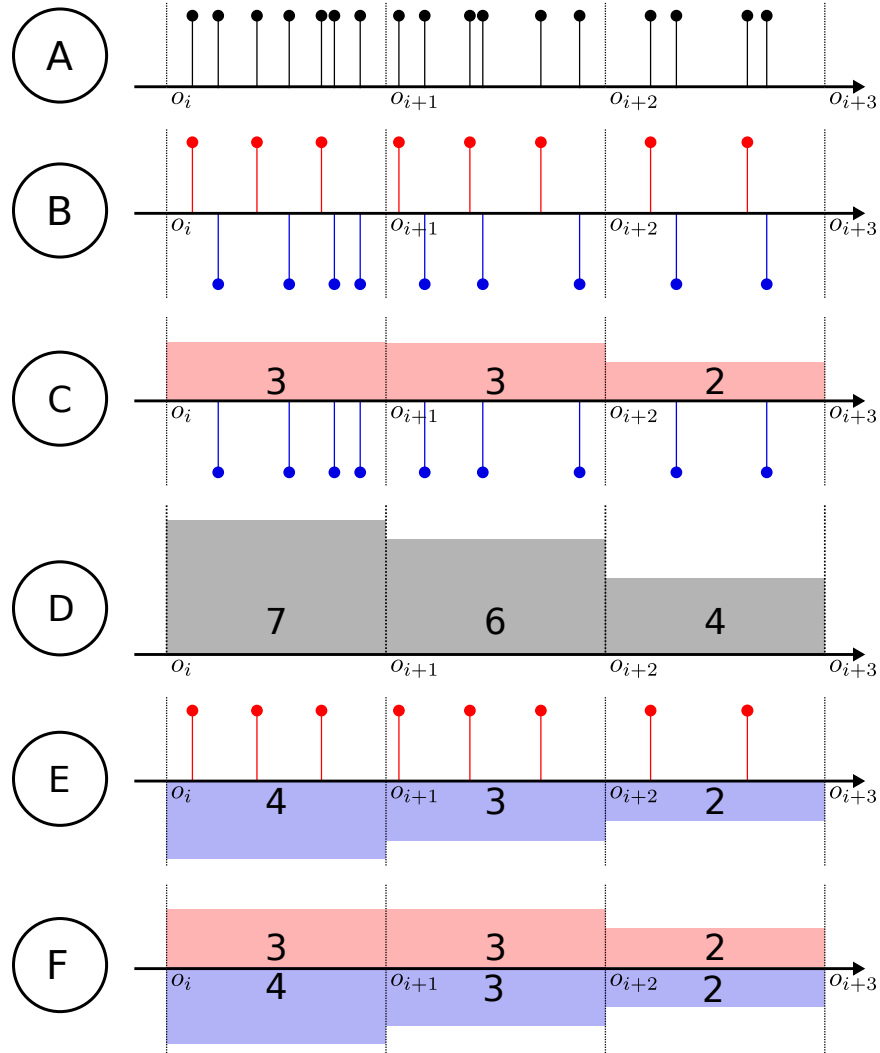 A
o_i o_{i+1} o_{i+2} o_{i+3}
B
o_i o_{i+1} o_{i+2} o_{i+3}
C
3 3 2
o_i o_{i+1} o_{i+2} o_{i+3}
D
7 6 4
o_i o_{i+1} o_{i+2} o_{i+3}
E
o_i o_{i+1} o_{i+2} o_{i+3}
4 3 2
F
3 3 2
o_i o_{i+1} o_{i+2} o_{i+3}
4 3 2